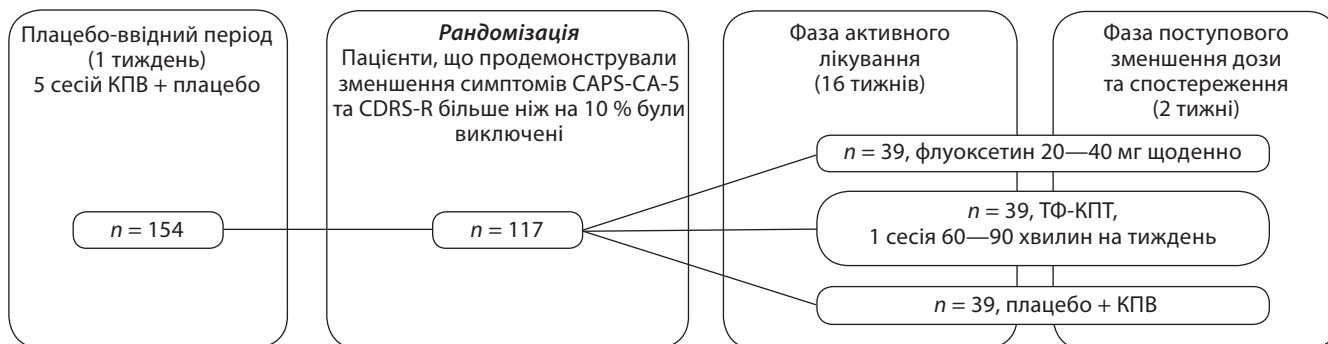 Плацебо-ввідний період
(1 тиждень)
5 сесій КПВ + плацебо
n = 154
Рандомізація
Пацієнти, що продемонстрували
зменшення симптомів CAPS-CA-5
та CDRS-R більше ніж на 10 % були
виключені
n = 117
Фаза активного
лікування
(16 тижнів)
Фаза поступового
зменшення дози
та спостереження
(2 тижні)
n = 39, флуоксетин 20—40 мг щоденно
n = 39, ТФ-КПТ,
1 сесія 60—90 хвилин на тиждень
n = 39, плацебо + КПВ